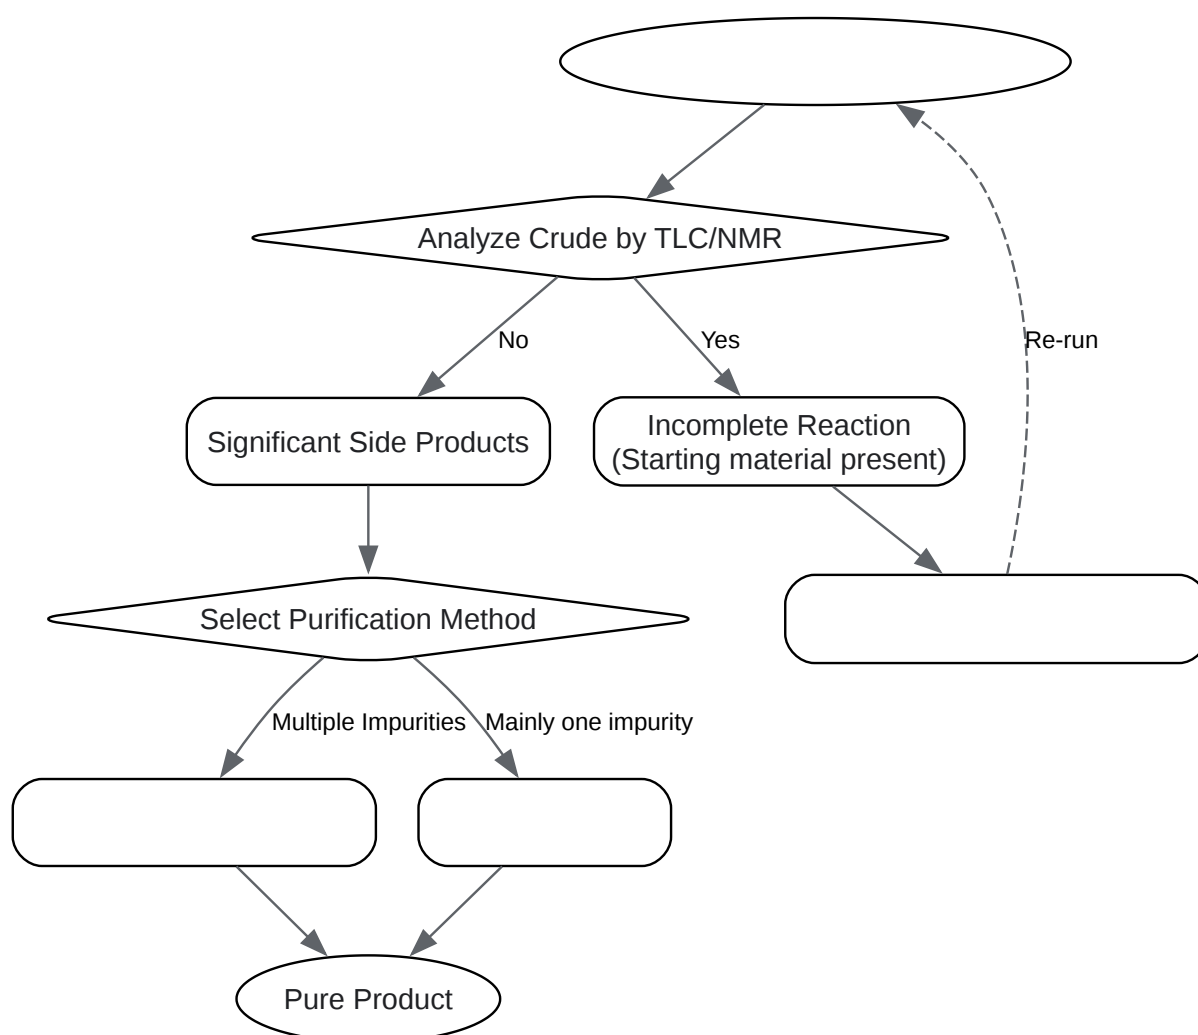 Analyze Crude by TLC/NMR
No
Yes
Re-run
Significant Side Products
Incomplete Reaction
(Starting material present)
Select Purification Method
Multiple Impurities
Mainly one impurity
Pure Product